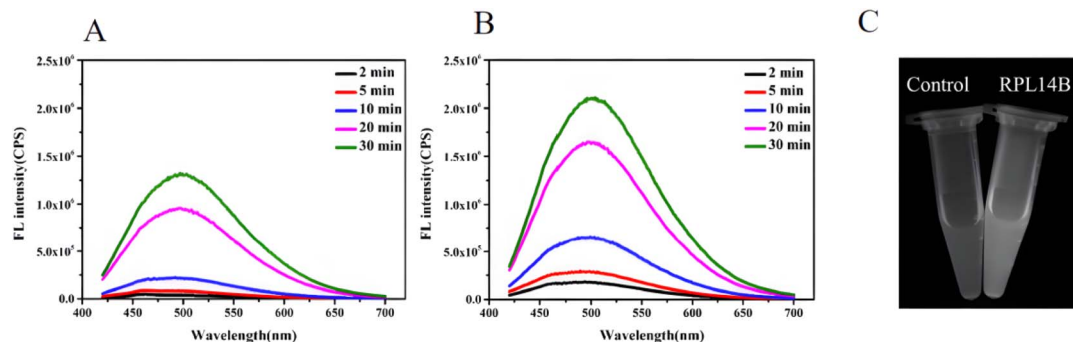 A
FL intensity(CPS)
2.5x10⁶
2.0x10⁶
1.5x10⁶
1.0x10⁶
5.0x10⁵
0.0
2 min
5 min
10 min
20 min
30 min
400 450 500 550 600 650 700
Wavelength(nm)
B
FL intensity(CPS)
2.5x10⁶
2.0x10⁶
1.5x10⁶
1.0x10⁶
5.0x10⁵
0.0
2 min
5 min
10 min
20 min
30 min
400 450 500 550 600 650 700
Wavelength(nm)
C
Control RPL14B